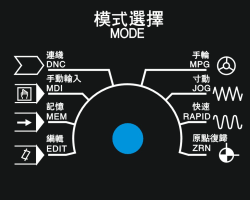 模式選擇
MODE
連續
DNC
手動輸入
MDI
記憶
MEM
編輯
EDIT
手輪
MPG
寸動
JOG
快速
RAPID
原點復歸
ZRN